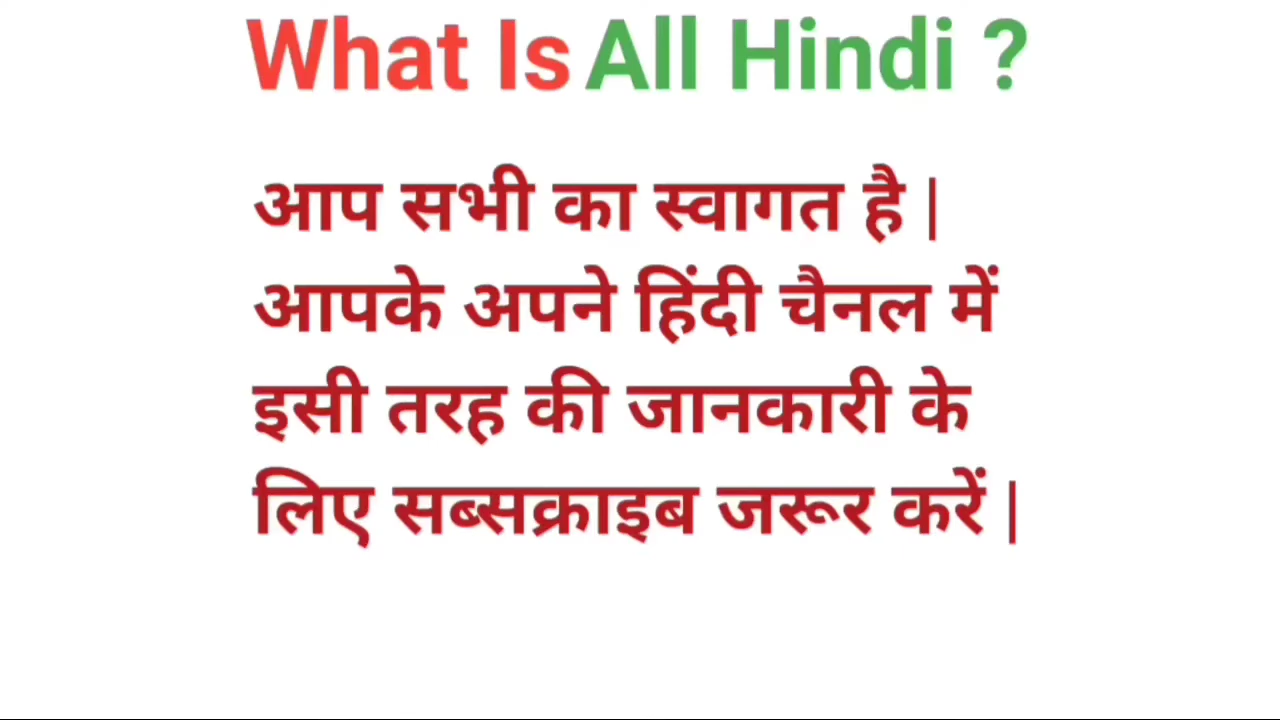 What Is All Hindi ?
आप सभी का स्वागत है |
आपके अपने हिंदी चैनल में
इसी तरह की जानकारी के
लिए सब्सक्राइब जरूर करें |